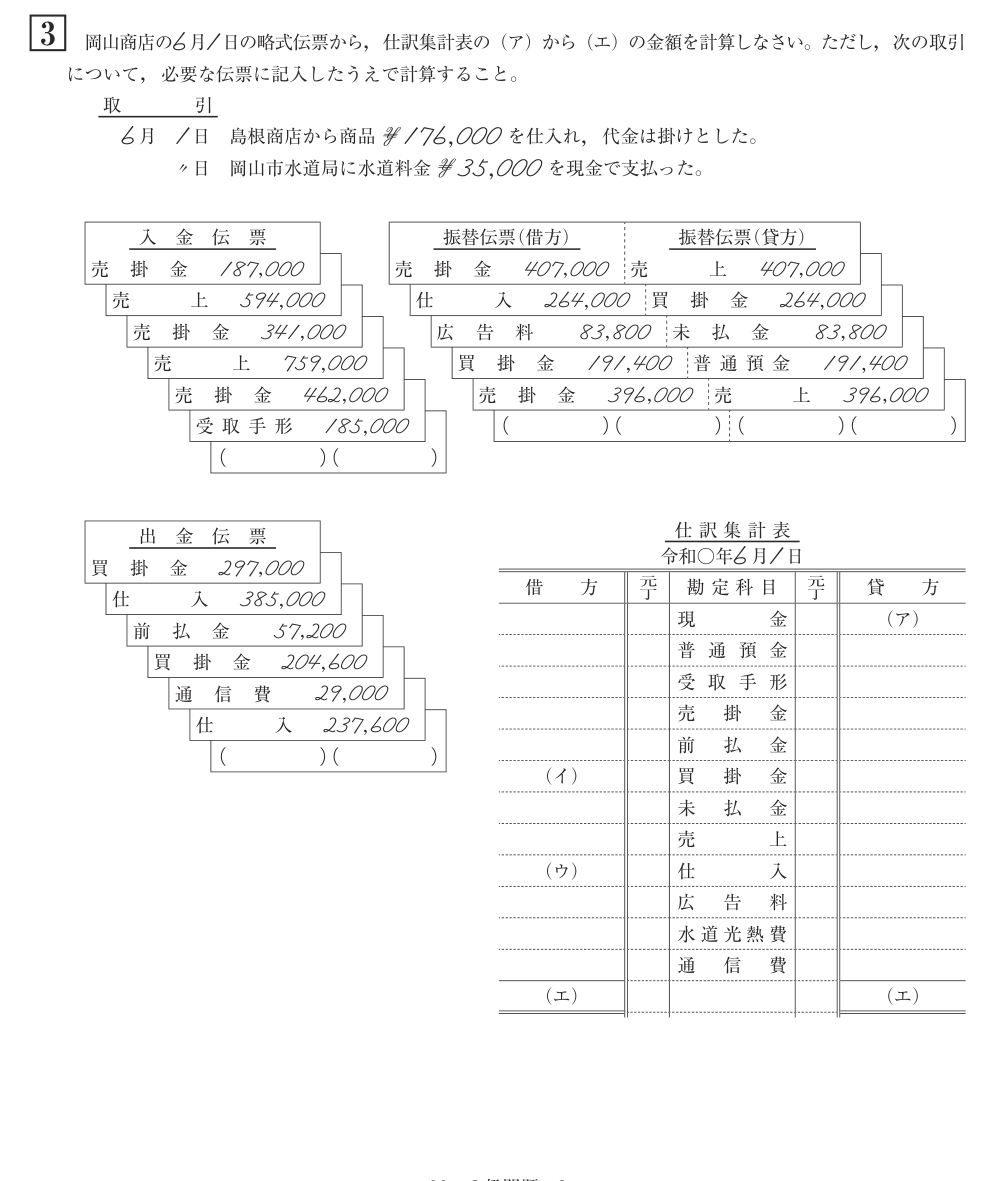 3 岡山商店の6月1日の略式伝票から，仕訳集計表の（ア）から（エ）の金額を計算しなさい。ただし，次の取引
について，必要な伝票に記入したうえで計算すること。
取 引
6月 1日 島根商店から商品¥176,000を仕入れ，代金は掛けとした。
〃日 岡山市水道局に水道料金¥35,000を現金で支払った。
入金伝票
売掛金 187,000
売上 594,000
売掛金 341,000
売上 759,000
売掛金 462,000
受取手形 185,000
( )( )
振替伝票(借方) 振替伝票(貸方)
売掛金 407,000 売上 407,000
仕入 264,000 買掛金 264,000
広告料 83,800 未払金 83,800
買掛金 191,400 普通預金 191,400
売掛金 396,000 売上 396,000
( )( ) ( )( )
出金伝票
買掛金 297,000
仕入 385,000
前払金 57,200
買掛金 204,600
通信費 29,000
仕入 237,600
( )( )
仕訳集計表
令和〇年6月1日
借方 元丁 勘定科目 元丁 貸方
現金 (ア)
普通預金
受取手形
売掛金
前払金
(イ) 買掛金
未払金
売上
(ウ) 仕入
広告料
水道光熱費
通信費
(エ) (エ)